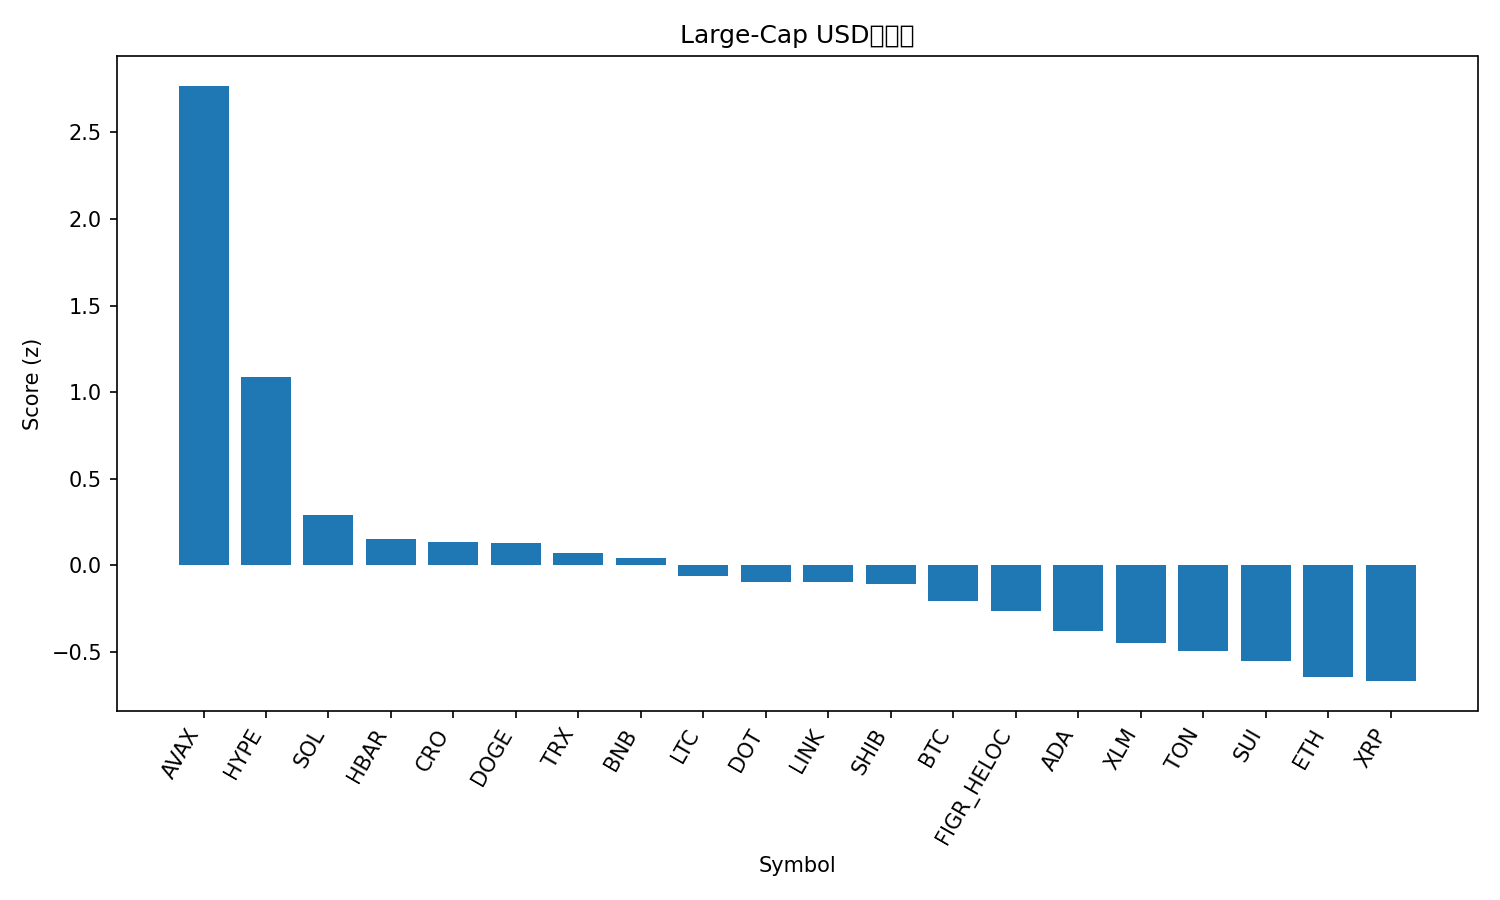 Large-Cap USD
Score (z)
2.5
2.0
1.5
1.0
0.5
0.0
−0.5
AVAX
HYPE
SOL
HBAR
CRO
DOGE
TRX
BNB
LTC
DOT
LINK
SHIB
BTC
FIGR_HELOC
ADA
XLM
TON
SUI
ETH
XRP
Symbol